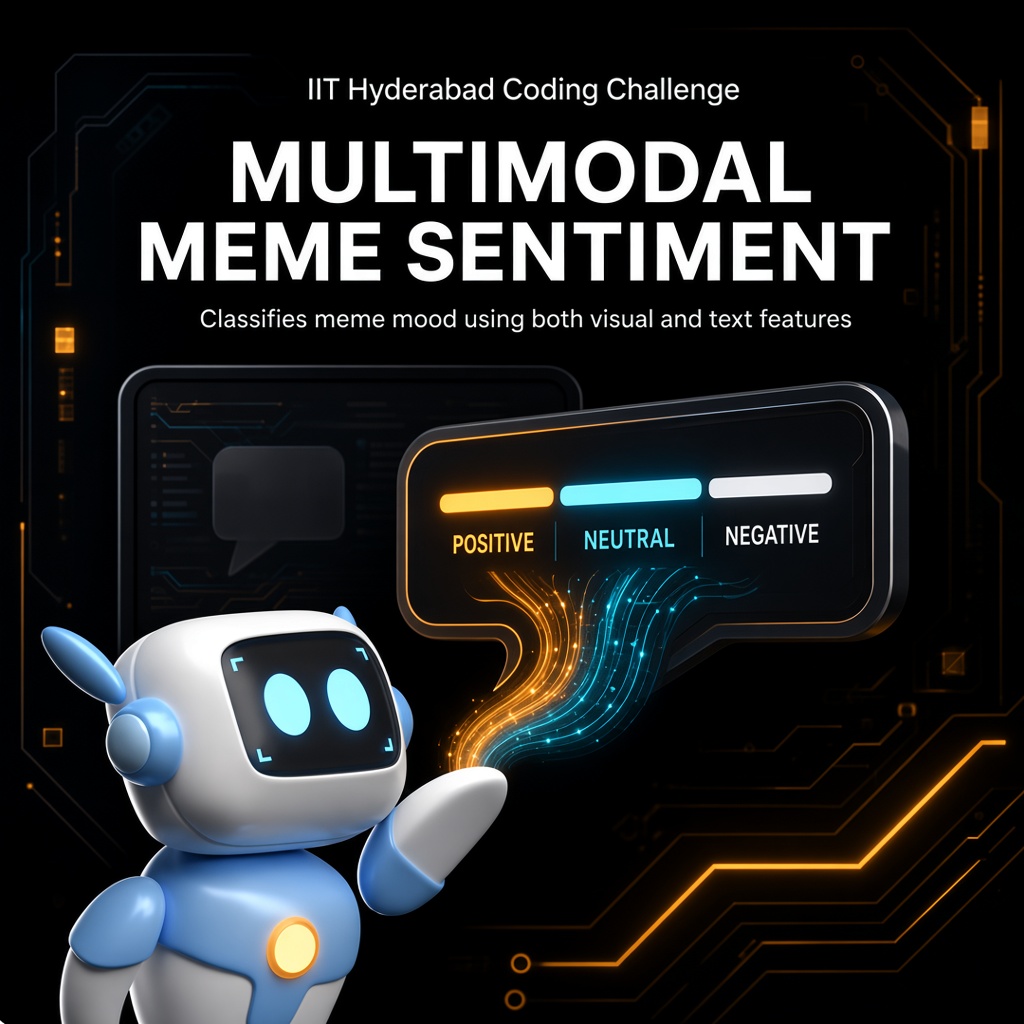 IIT Hyderabad Coding Challenge
MULTIMODAL
MEME SENTIMENT
Classifies meme mood using both visual and text features
POSITIVE NEUTRAL NEGATIVE